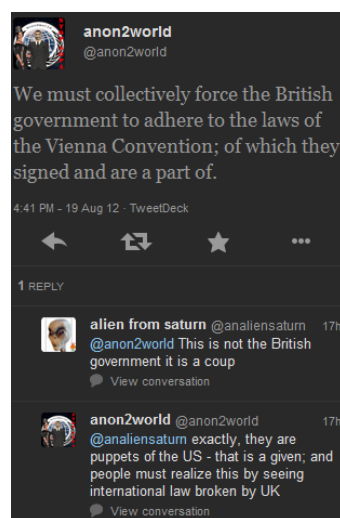 anon2world
@anon2world
We must collectively force the British
government to adhere to the laws of
the Vienna Convention; of which they
signed and are a part of.
4:41 PM - 19 Aug 12 · TweetDeck
1 REPLY
alien from saturn @analiensaturn 17h
@anon2world This is not the British
government it is a coup
View conversation
anon2world @anon2world 17h
@analiensaturn exactly, they are
puppets of the US - that is a given; and
people must realize this by seeing
international law broken by UK
View conversation